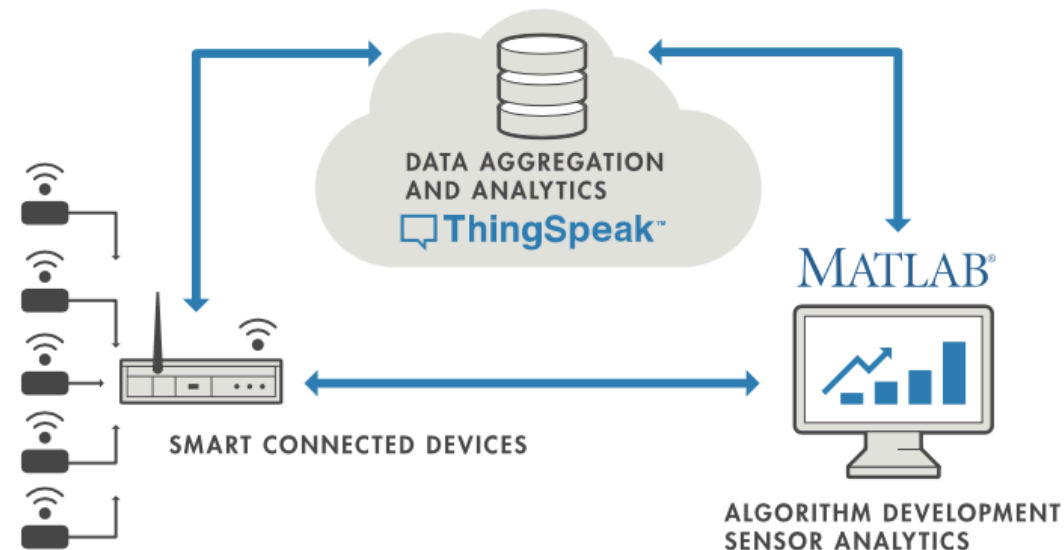 DATA AGGREGATION
AND ANALYTICS
ThingSpeak™
MATLAB®
SMART CONNECTED DEVICES
ALGORITHM DEVELOPMENT
SENSOR ANALYTICS